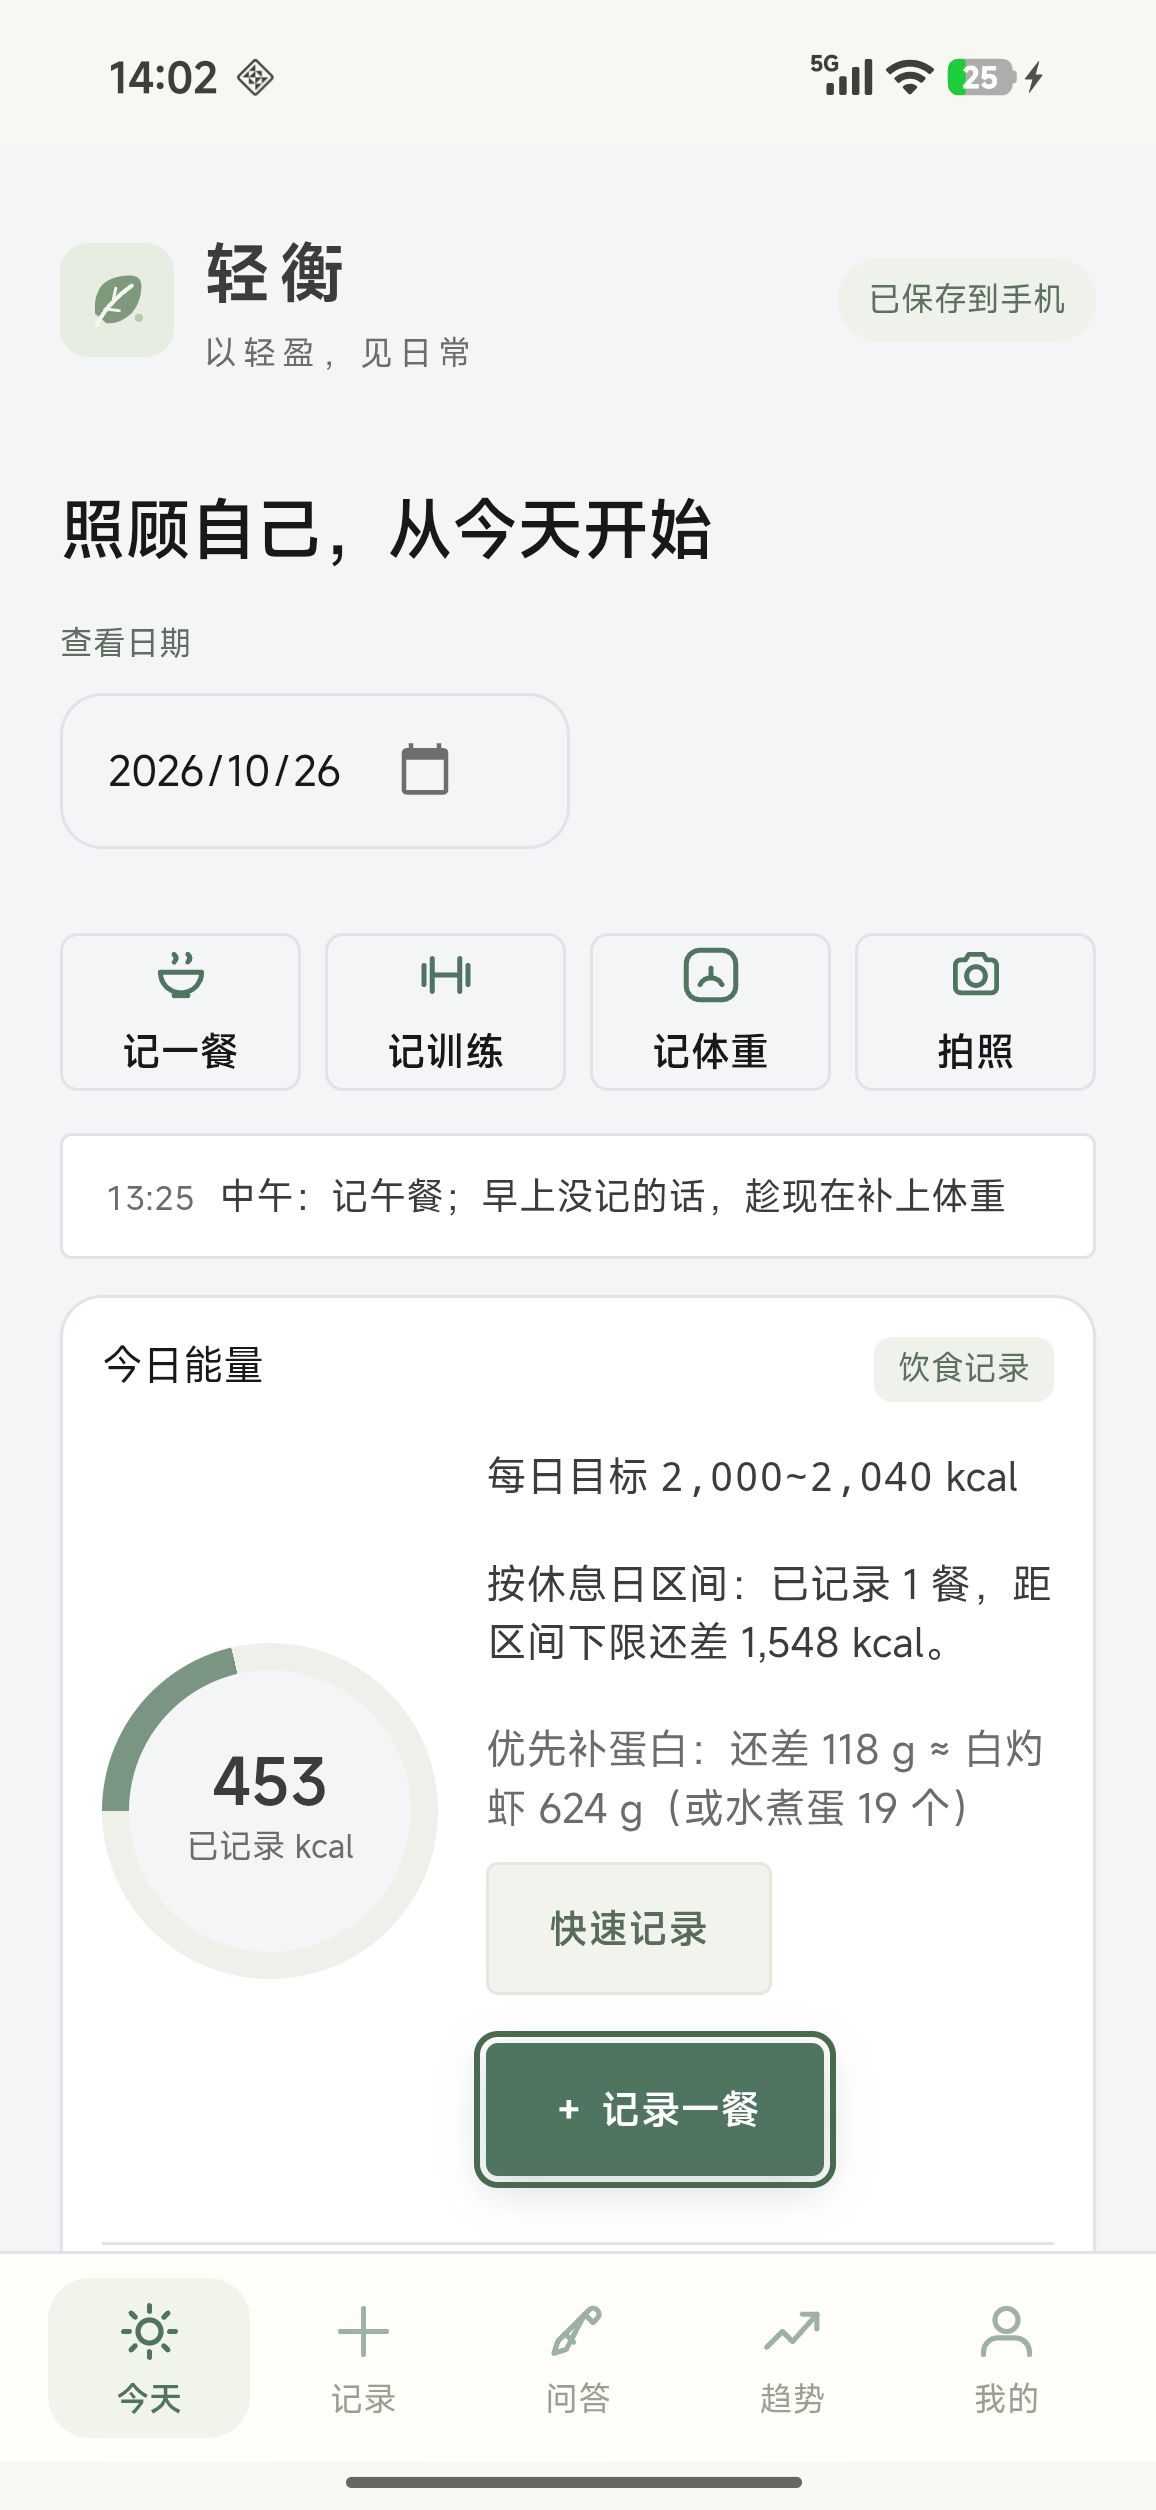 14:02
5G
25
轻衡
以轻盈，见日常
已保存到手机
照顾自己，从今天开始
查看日期
2026/10/26
记一餐
记训练
记体重
拍照
13:25 中午：记午餐；早上没记的话，趁现在补上体重
今日能量
饮食记录
每日目标 2,000~2,040 kcal
按休息日区间：已记录 1 餐，距
区间下限还差 1,548 kcal。
453
已记录 kcal
优先补蛋白：还差 118 g ≈ 白灼
虾 624 g（或水煮蛋 19 个）
快速记录
+ 记录一餐
今天
记录
问答
趋势
我的